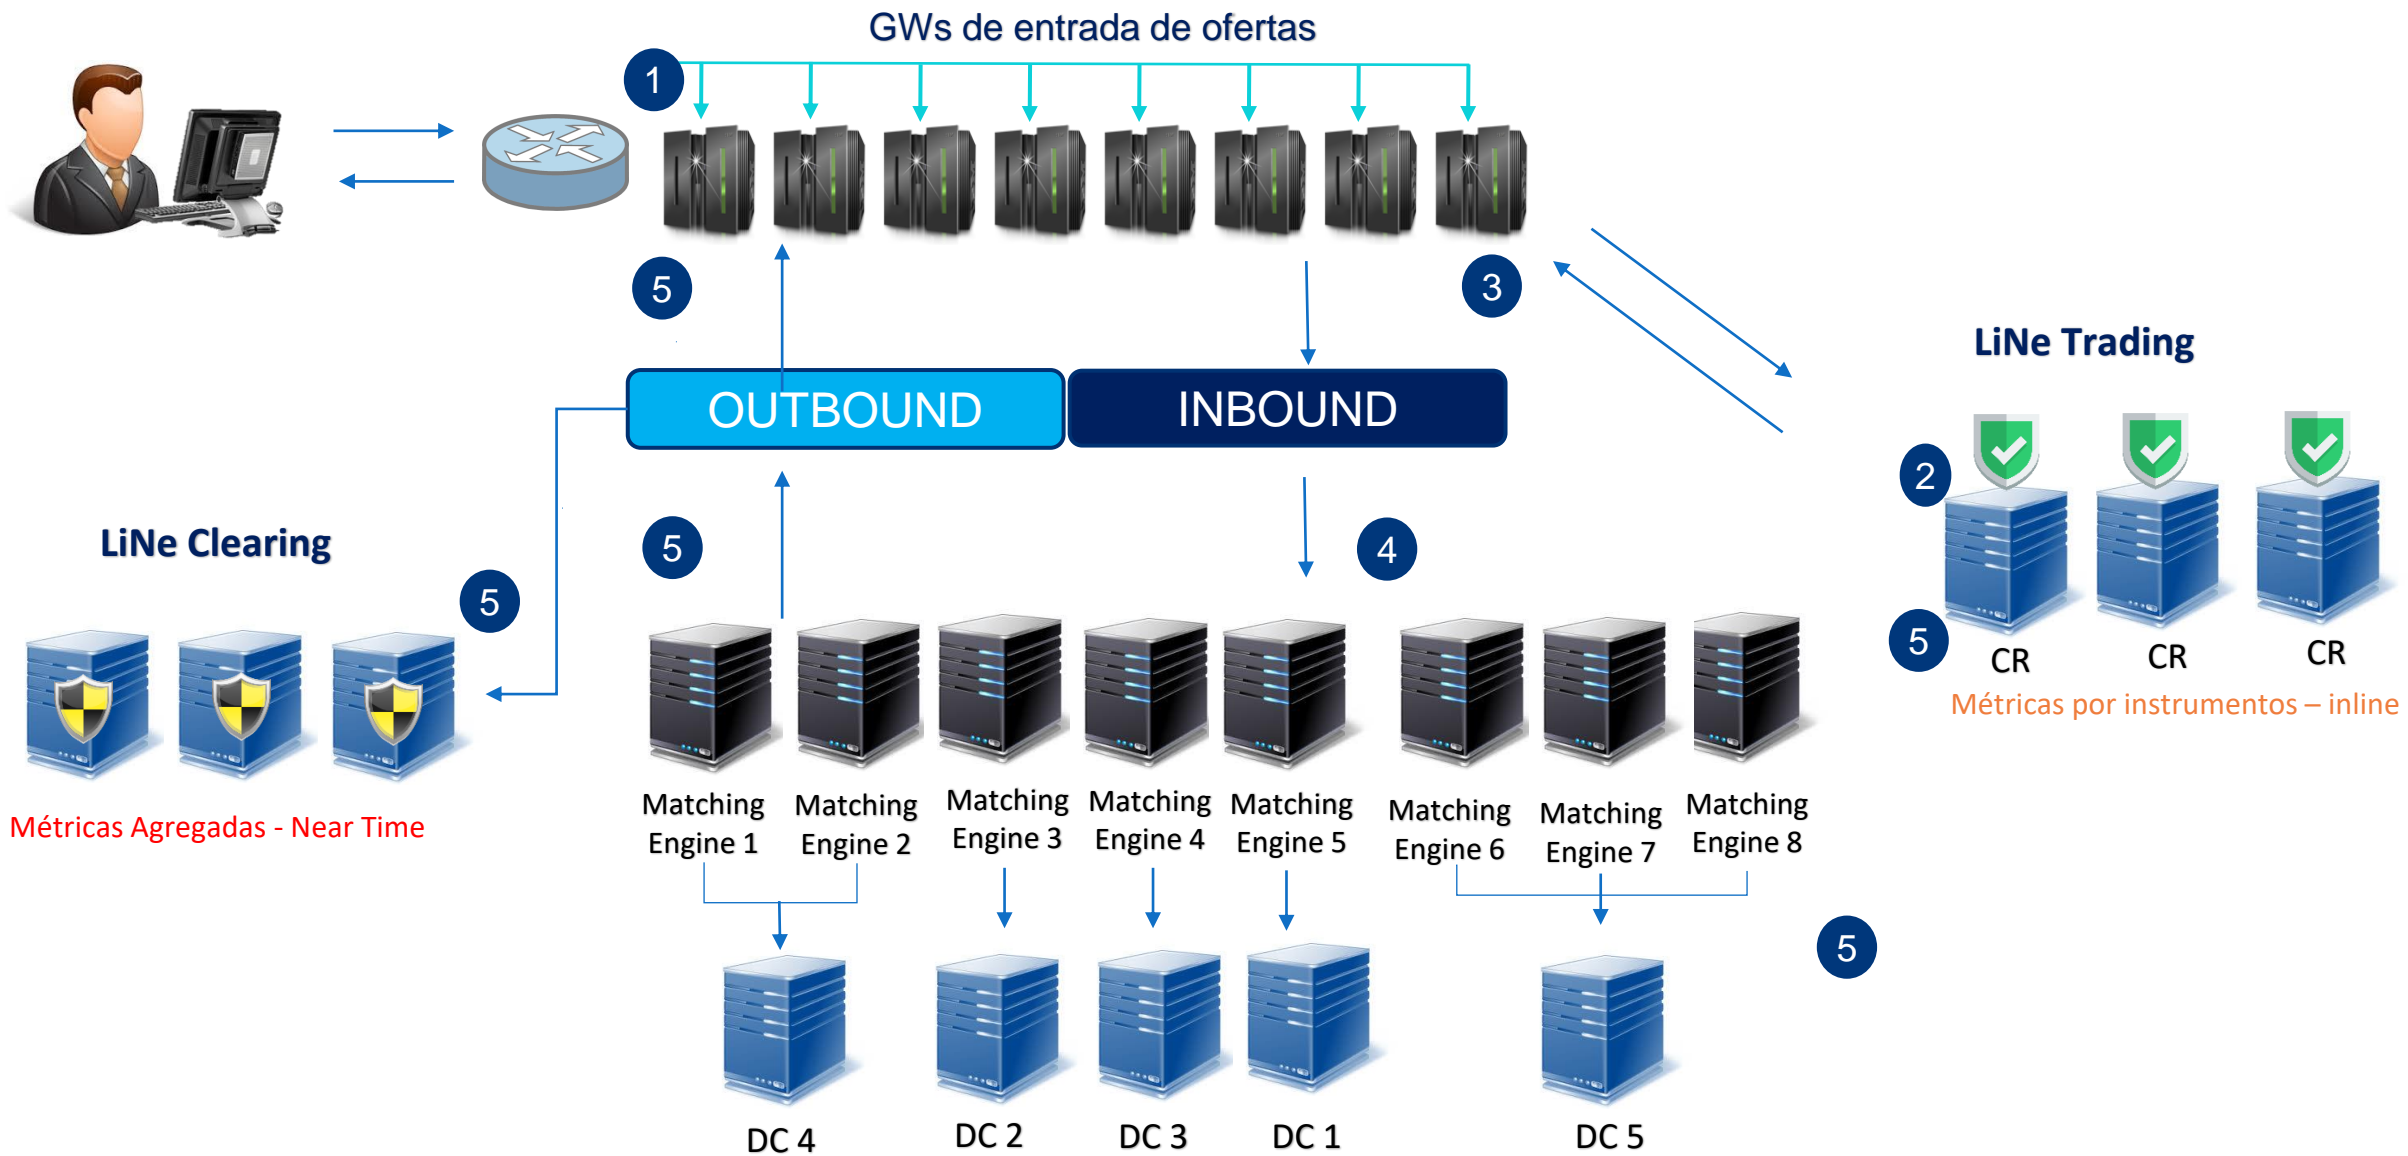 GWs de entrada de ofertas
1
5
3
LiNe Trading
OUTBOUND
INBOUND
2
LiNe Clearing
5
4
5
5
CR
CR
CR
Métricas por instrumentos – inline
Métricas Agregadas - Near Time
Matching
Engine 1
Matching
Engine 2
Matching
Engine 3
Matching
Engine 4
Matching
Engine 5
Matching
Engine 6
Matching
Engine 7
Matching
Engine 8
5
DC 4
DC 2
DC 3
DC 1
DC 5